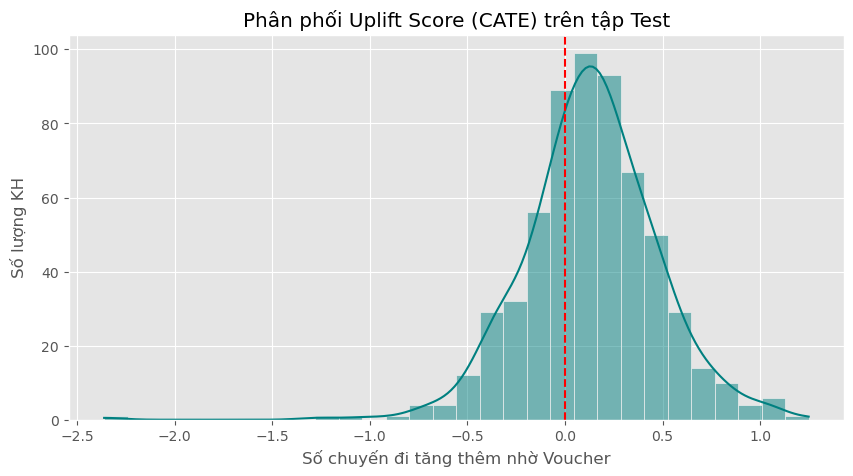 Phân phối Uplift Score (CATE) trên tập Test
Số lượng KH
100
80
60
40
20
0
−2.5 −2.0 −1.5 −1.0 −0.5 0.0 0.5 1.0
Số chuyến đi tăng thêm nhờ Voucher